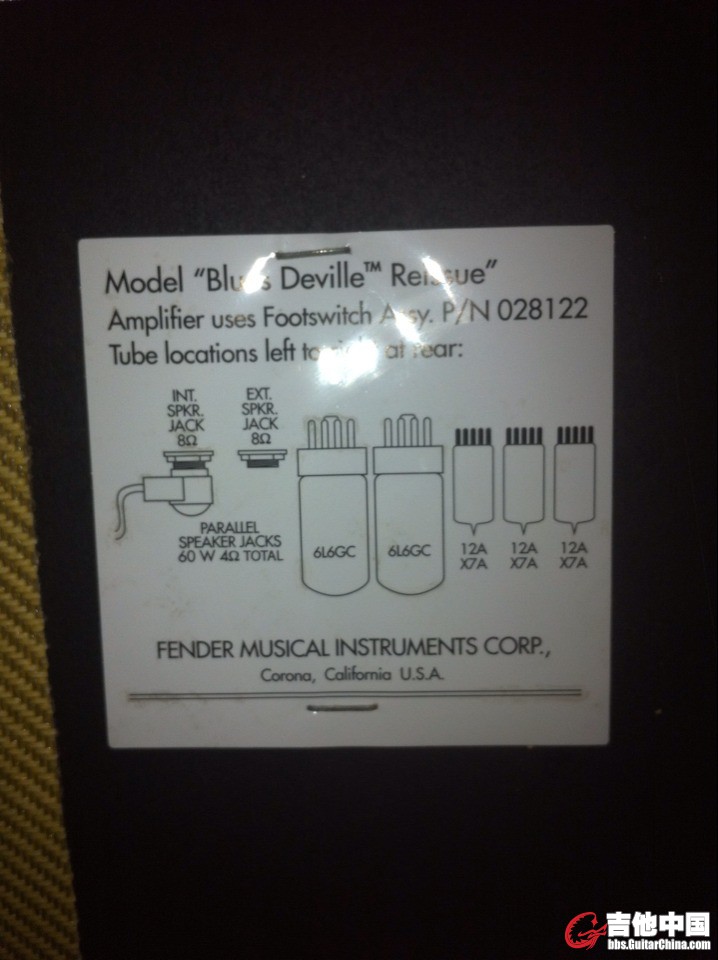 Model "Blues Deville™ Reissue"
Amplifier uses Footswitch Assy. P/N 028122
Tube locations left to right at rear:
INT.
SPKR.
JACK
8Ω
EXT.
SPKR.
JACK
8Ω
PARALLEL
SPEAKER JACKS
60 W 4Ω TOTAL
6L6GC
6L6GC
12A
X7A
12A
X7A
12A
X7A
FENDER MUSICAL INSTRUMENTS CORP.,
Corona, California U.S.A.
吉他中国
bbs.GuitarChina.com